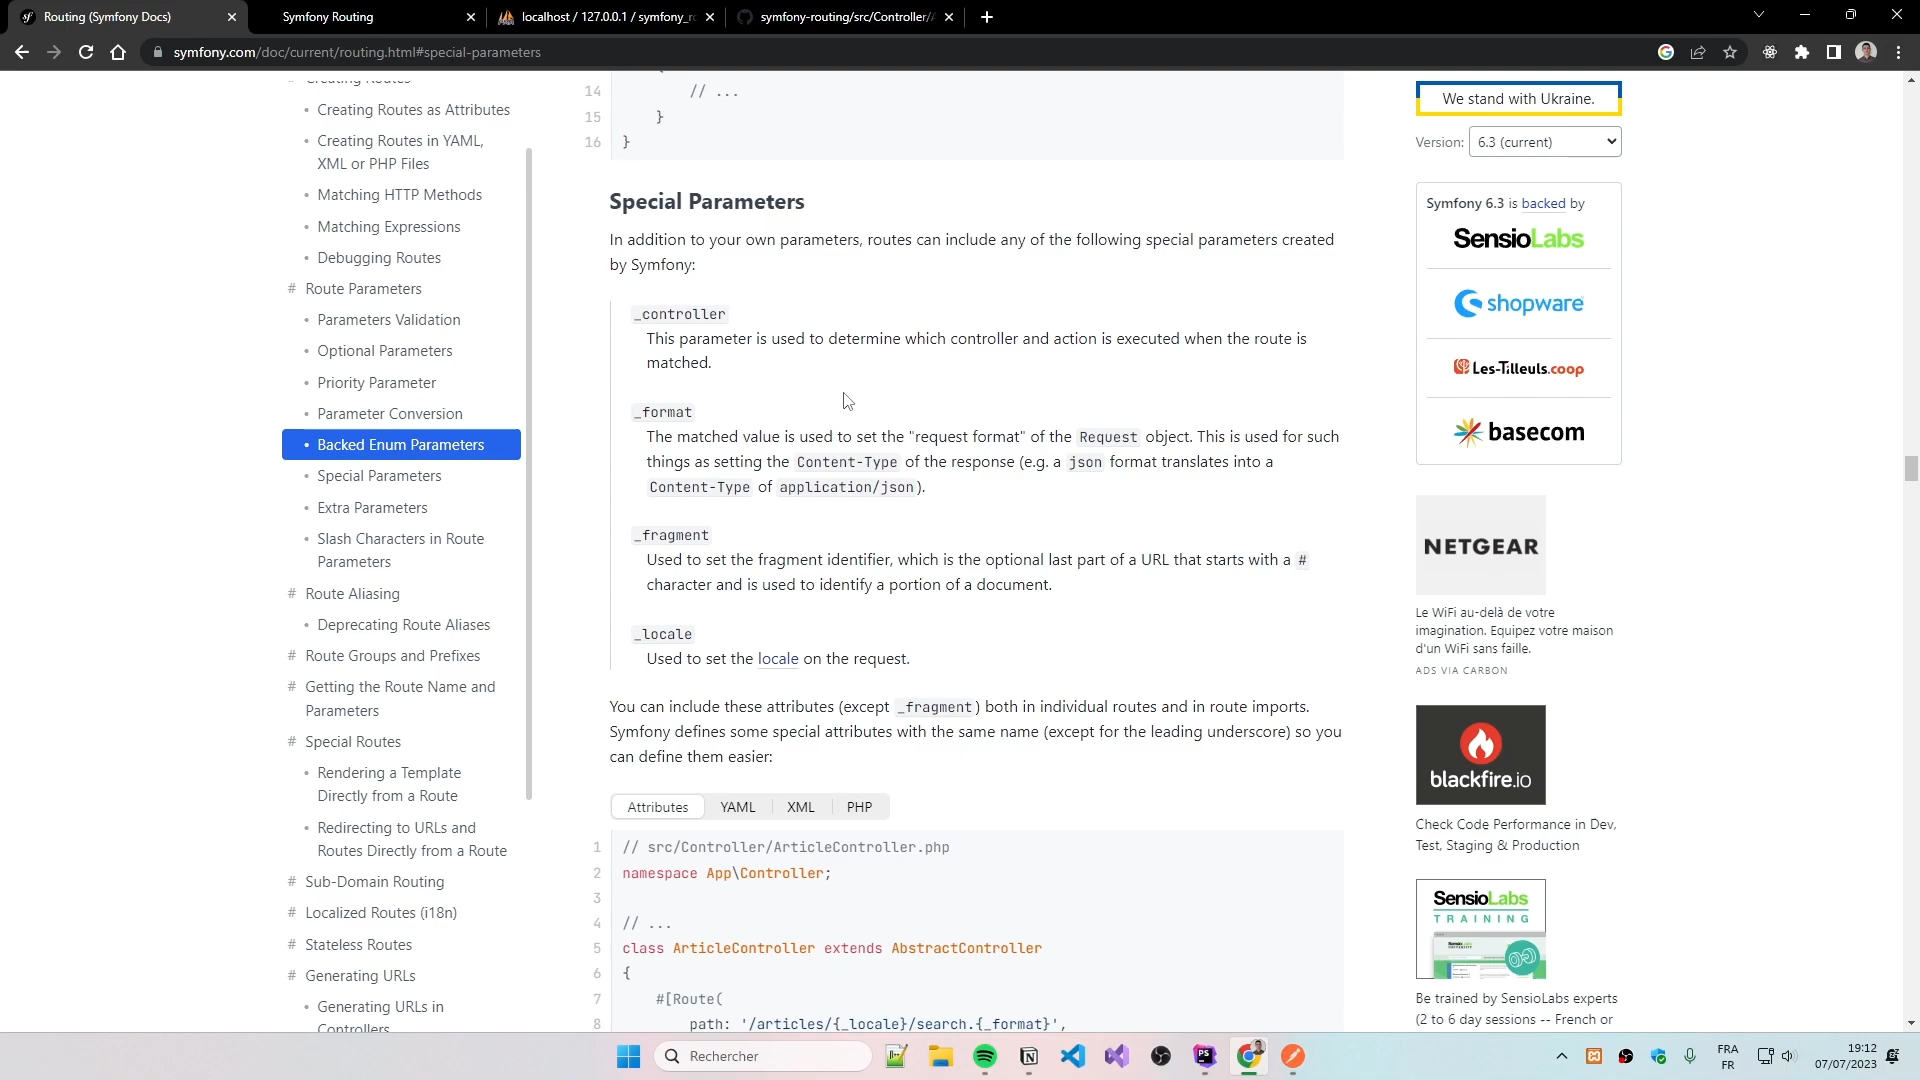 Routing (Symfony Docs)
Symfony Routing
localhost / 127.0.0.1 / symfony_ro
symfony-routing/src/Controller/A
symfony.com/doc/current/routing.html#special-parameters
Creating Routes
• Creating Routes as Attributes
• Creating Routes in YAML,
XML or PHP Files
• Matching HTTP Methods
• Matching Expressions
• Debugging Routes
# Route Parameters
• Parameters Validation
• Optional Parameters
• Priority Parameter
• Parameter Conversion
• Backed Enum Parameters
• Special Parameters
• Extra Parameters
• Slash Characters in Route
Parameters
# Route Aliasing
• Deprecating Route Aliases
# Route Groups and Prefixes
# Getting the Route Name and
Parameters
# Special Routes
• Rendering a Template
Directly from a Route
• Redirecting to URLs and
Routes Directly from a Route
# Sub-Domain Routing
# Localized Routes (i18n)
# Stateless Routes
# Generating URLs
• Generating URLs in
Controllers
14 // ...
15 }
16 }
Special Parameters
In addition to your own parameters, routes can include any of the following special parameters created
by Symfony:
_controller
This parameter is used to determine which controller and action is executed when the route is
matched.
_format
The matched value is used to set the "request format" of the Request object. This is used for such
things as setting the Content-Type of the response (e.g. a json format translates into a
Content-Type of application/json).
_fragment
Used to set the fragment identifier, which is the optional last part of a URL that starts with a #
character and is used to identify a portion of a document.
_locale
Used to set the locale on the request.
You can include these attributes (except _fragment) both in individual routes and in route imports.
Symfony defines some special attributes with the same name (except for the leading underscore) so you
can define them easier:
Attributes YAML XML PHP
1 // src/Controller/ArticleController.php
2 namespace App\Controller;
3
4 // ...
5 class ArticleController extends AbstractController
6 {
7 #[Route(
8 path: '/articles/{_locale}/search.{_format}',
We stand with Ukraine.
Version: 6.3 (current)
Symfony 6.3 is backed by
SensioLabs
shopware
Les-Tilleuls.coop
basecom
NETGEAR
Le WiFi au-delà de votre
imagination. Equipez votre maison
d'un WiFi sans faille.
ADS VIA CARBON
blackfire.io
Check Code Performance in Dev,
Test, Staging & Production
SensioLabs
TRAINING
Be trained by SensioLabs experts
(2 to 6 day sessions -- French or
Rechercher
FRA
FR
19:12
07/07/2023